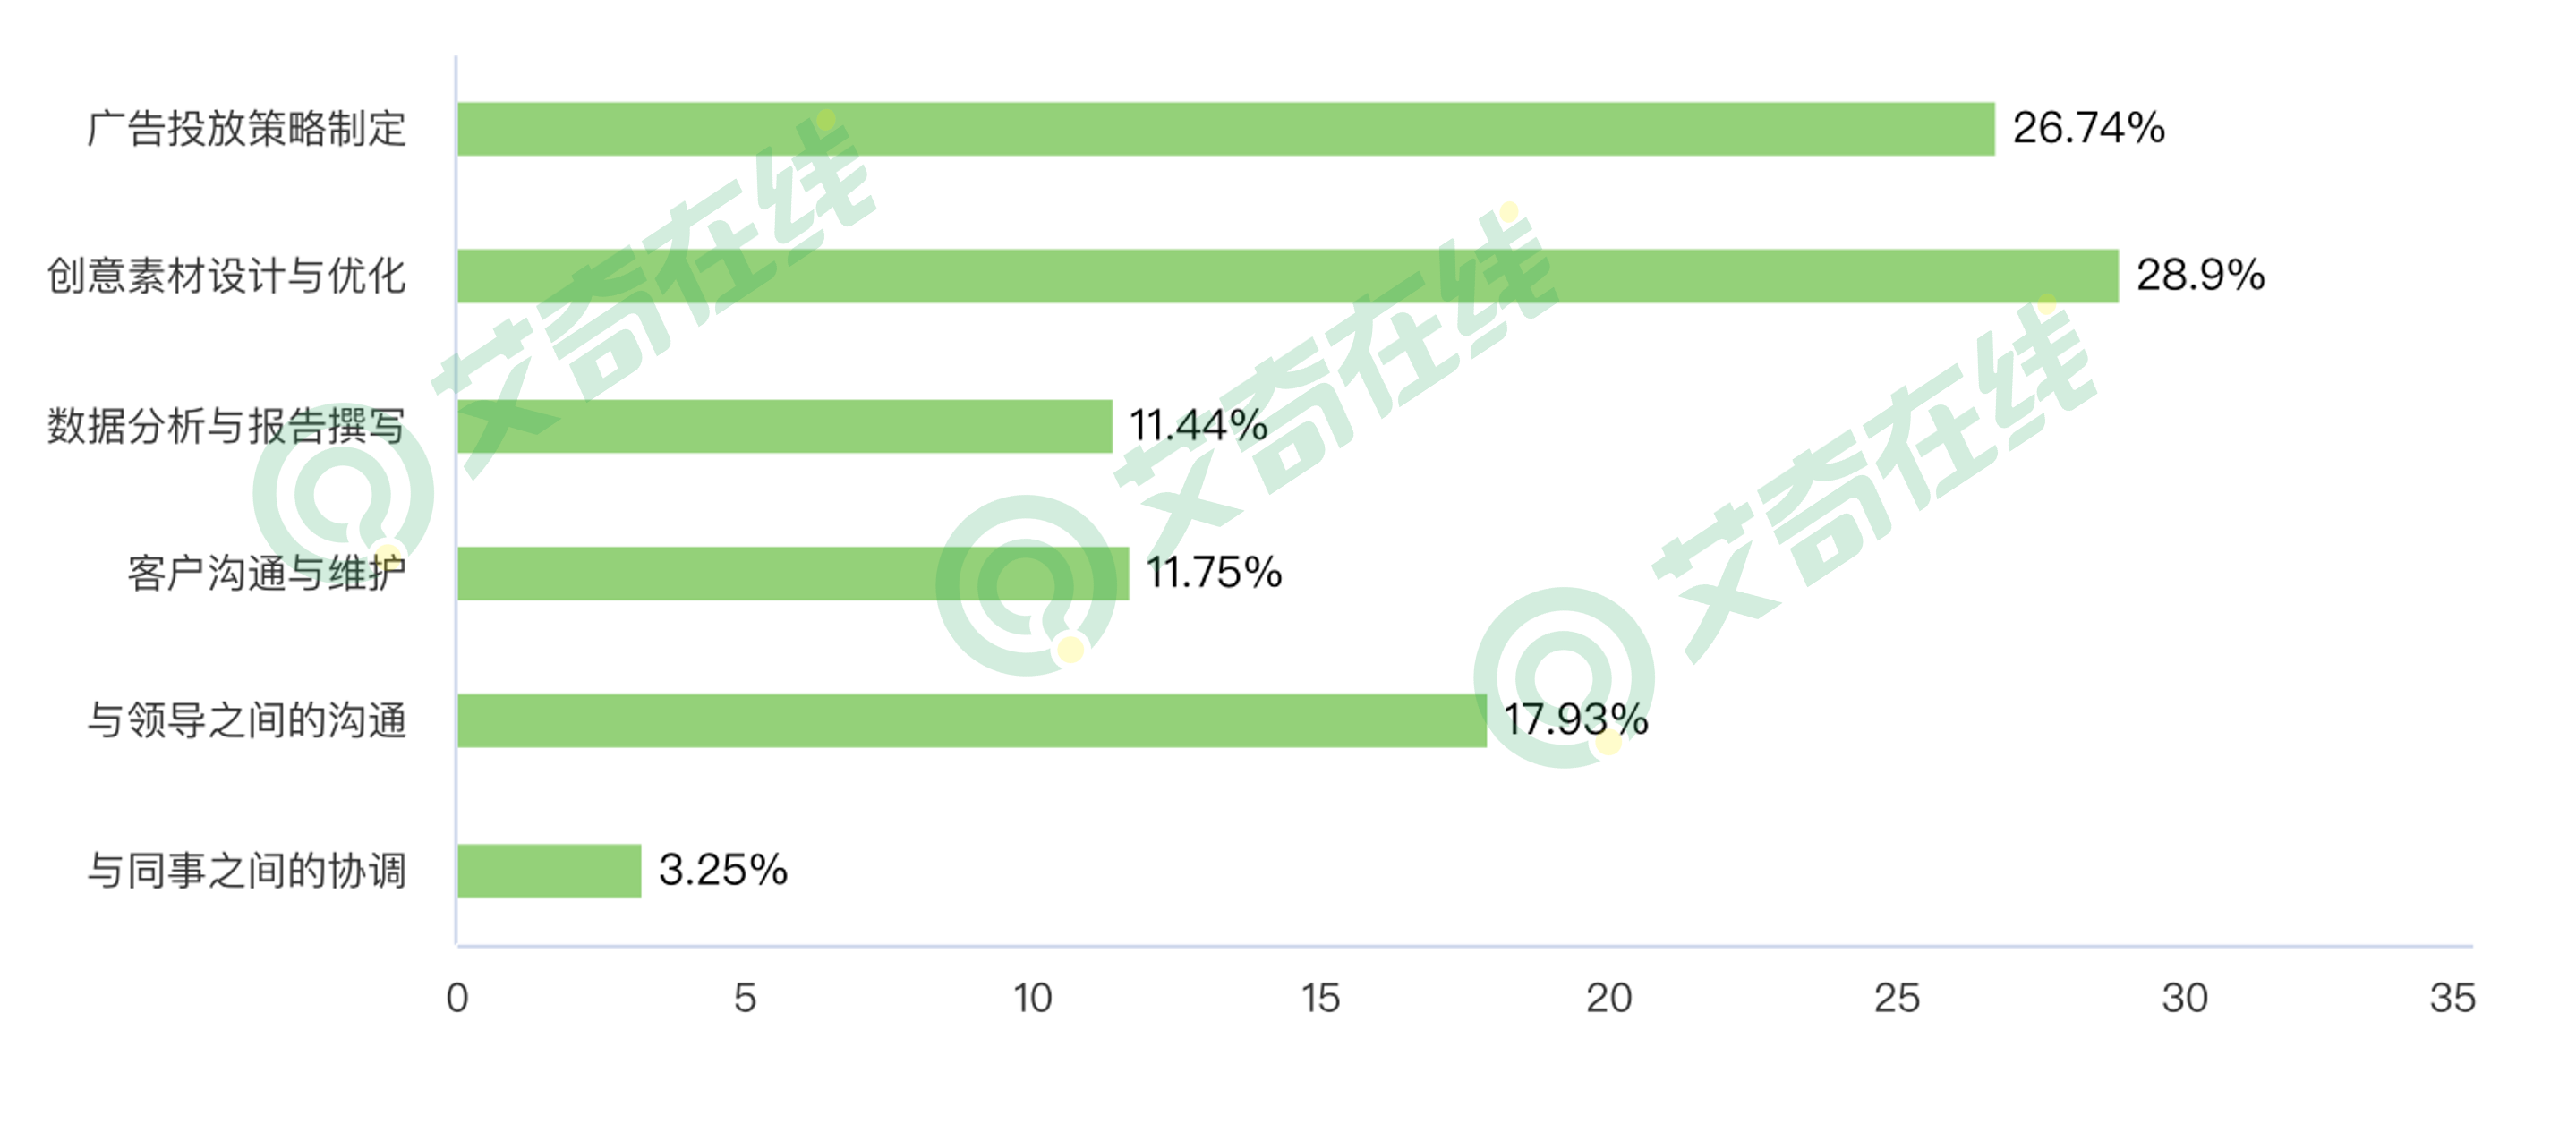 广告投放策略制定 26.74%
创意素材设计与优化 28.9%
数据分析与报告撰写 11.44%
客户沟通与维护 11.75%
与领导之间的沟通 17.93%
与同事之间的协调 3.25%
0 5 10 15 20 25 30 35
艾奇在线
艾奇在线
艾奇在线